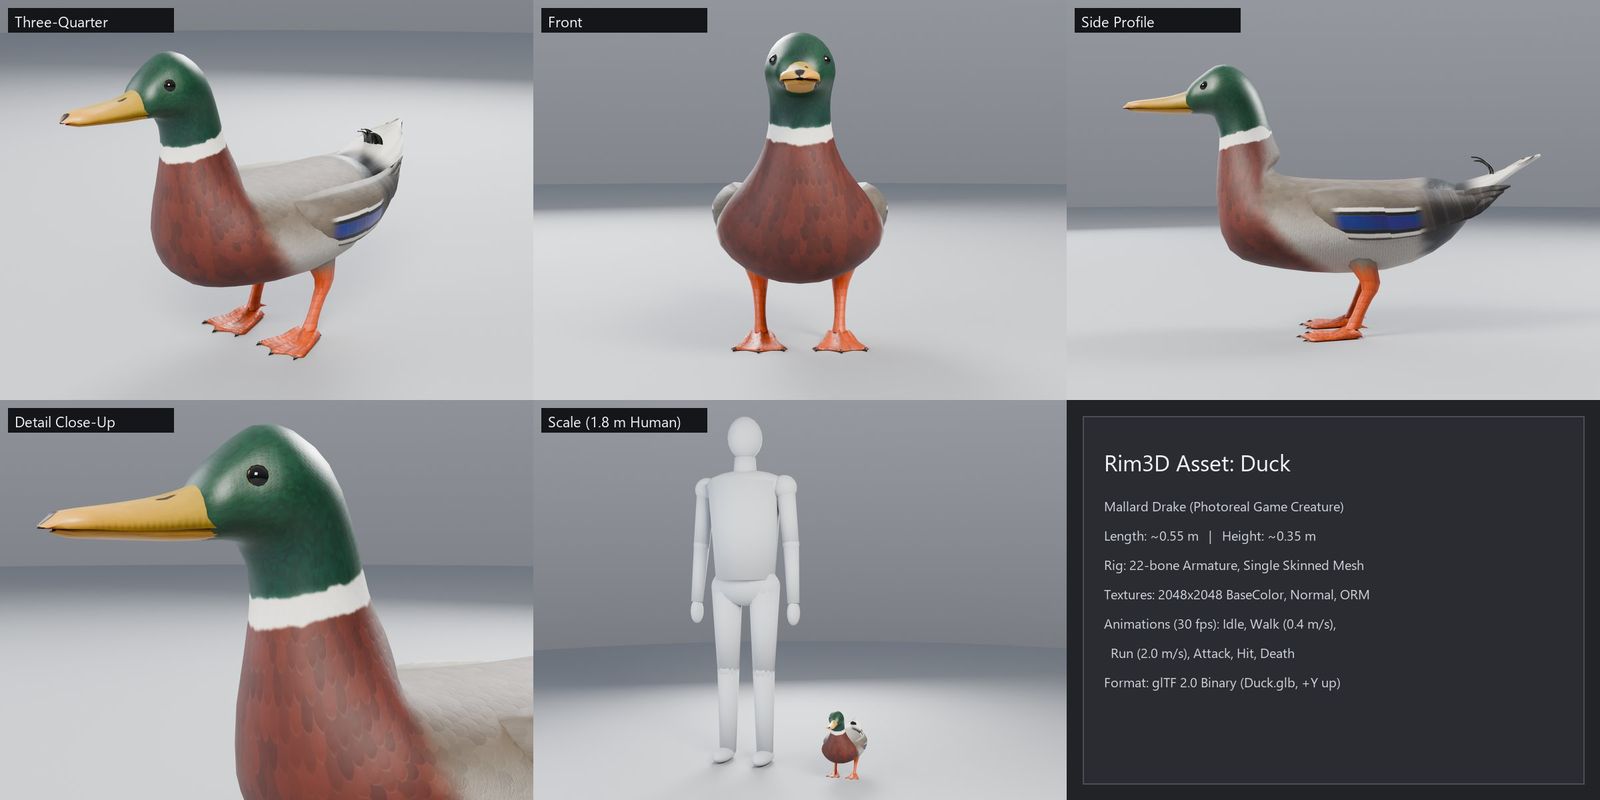 Three-Quarter
Front
Side Profile
Detail Close-Up
Scale (1.8 m Human)
Rim3D Asset: Duck
Mallard Drake (Photoreal Game Creature)
Length: ~0.55 m | Height: ~0.35 m
Rig: 22-bone Armature, Single Skinned Mesh
Textures: 2048x2048 BaseColor, Normal, ORM
Animations (30 fps): Idle, Walk (0.4 m/s),
Run (2.0 m/s), Attack, Hit, Death
Format: glTF 2.0 Binary (Duck.glb, +Y up)